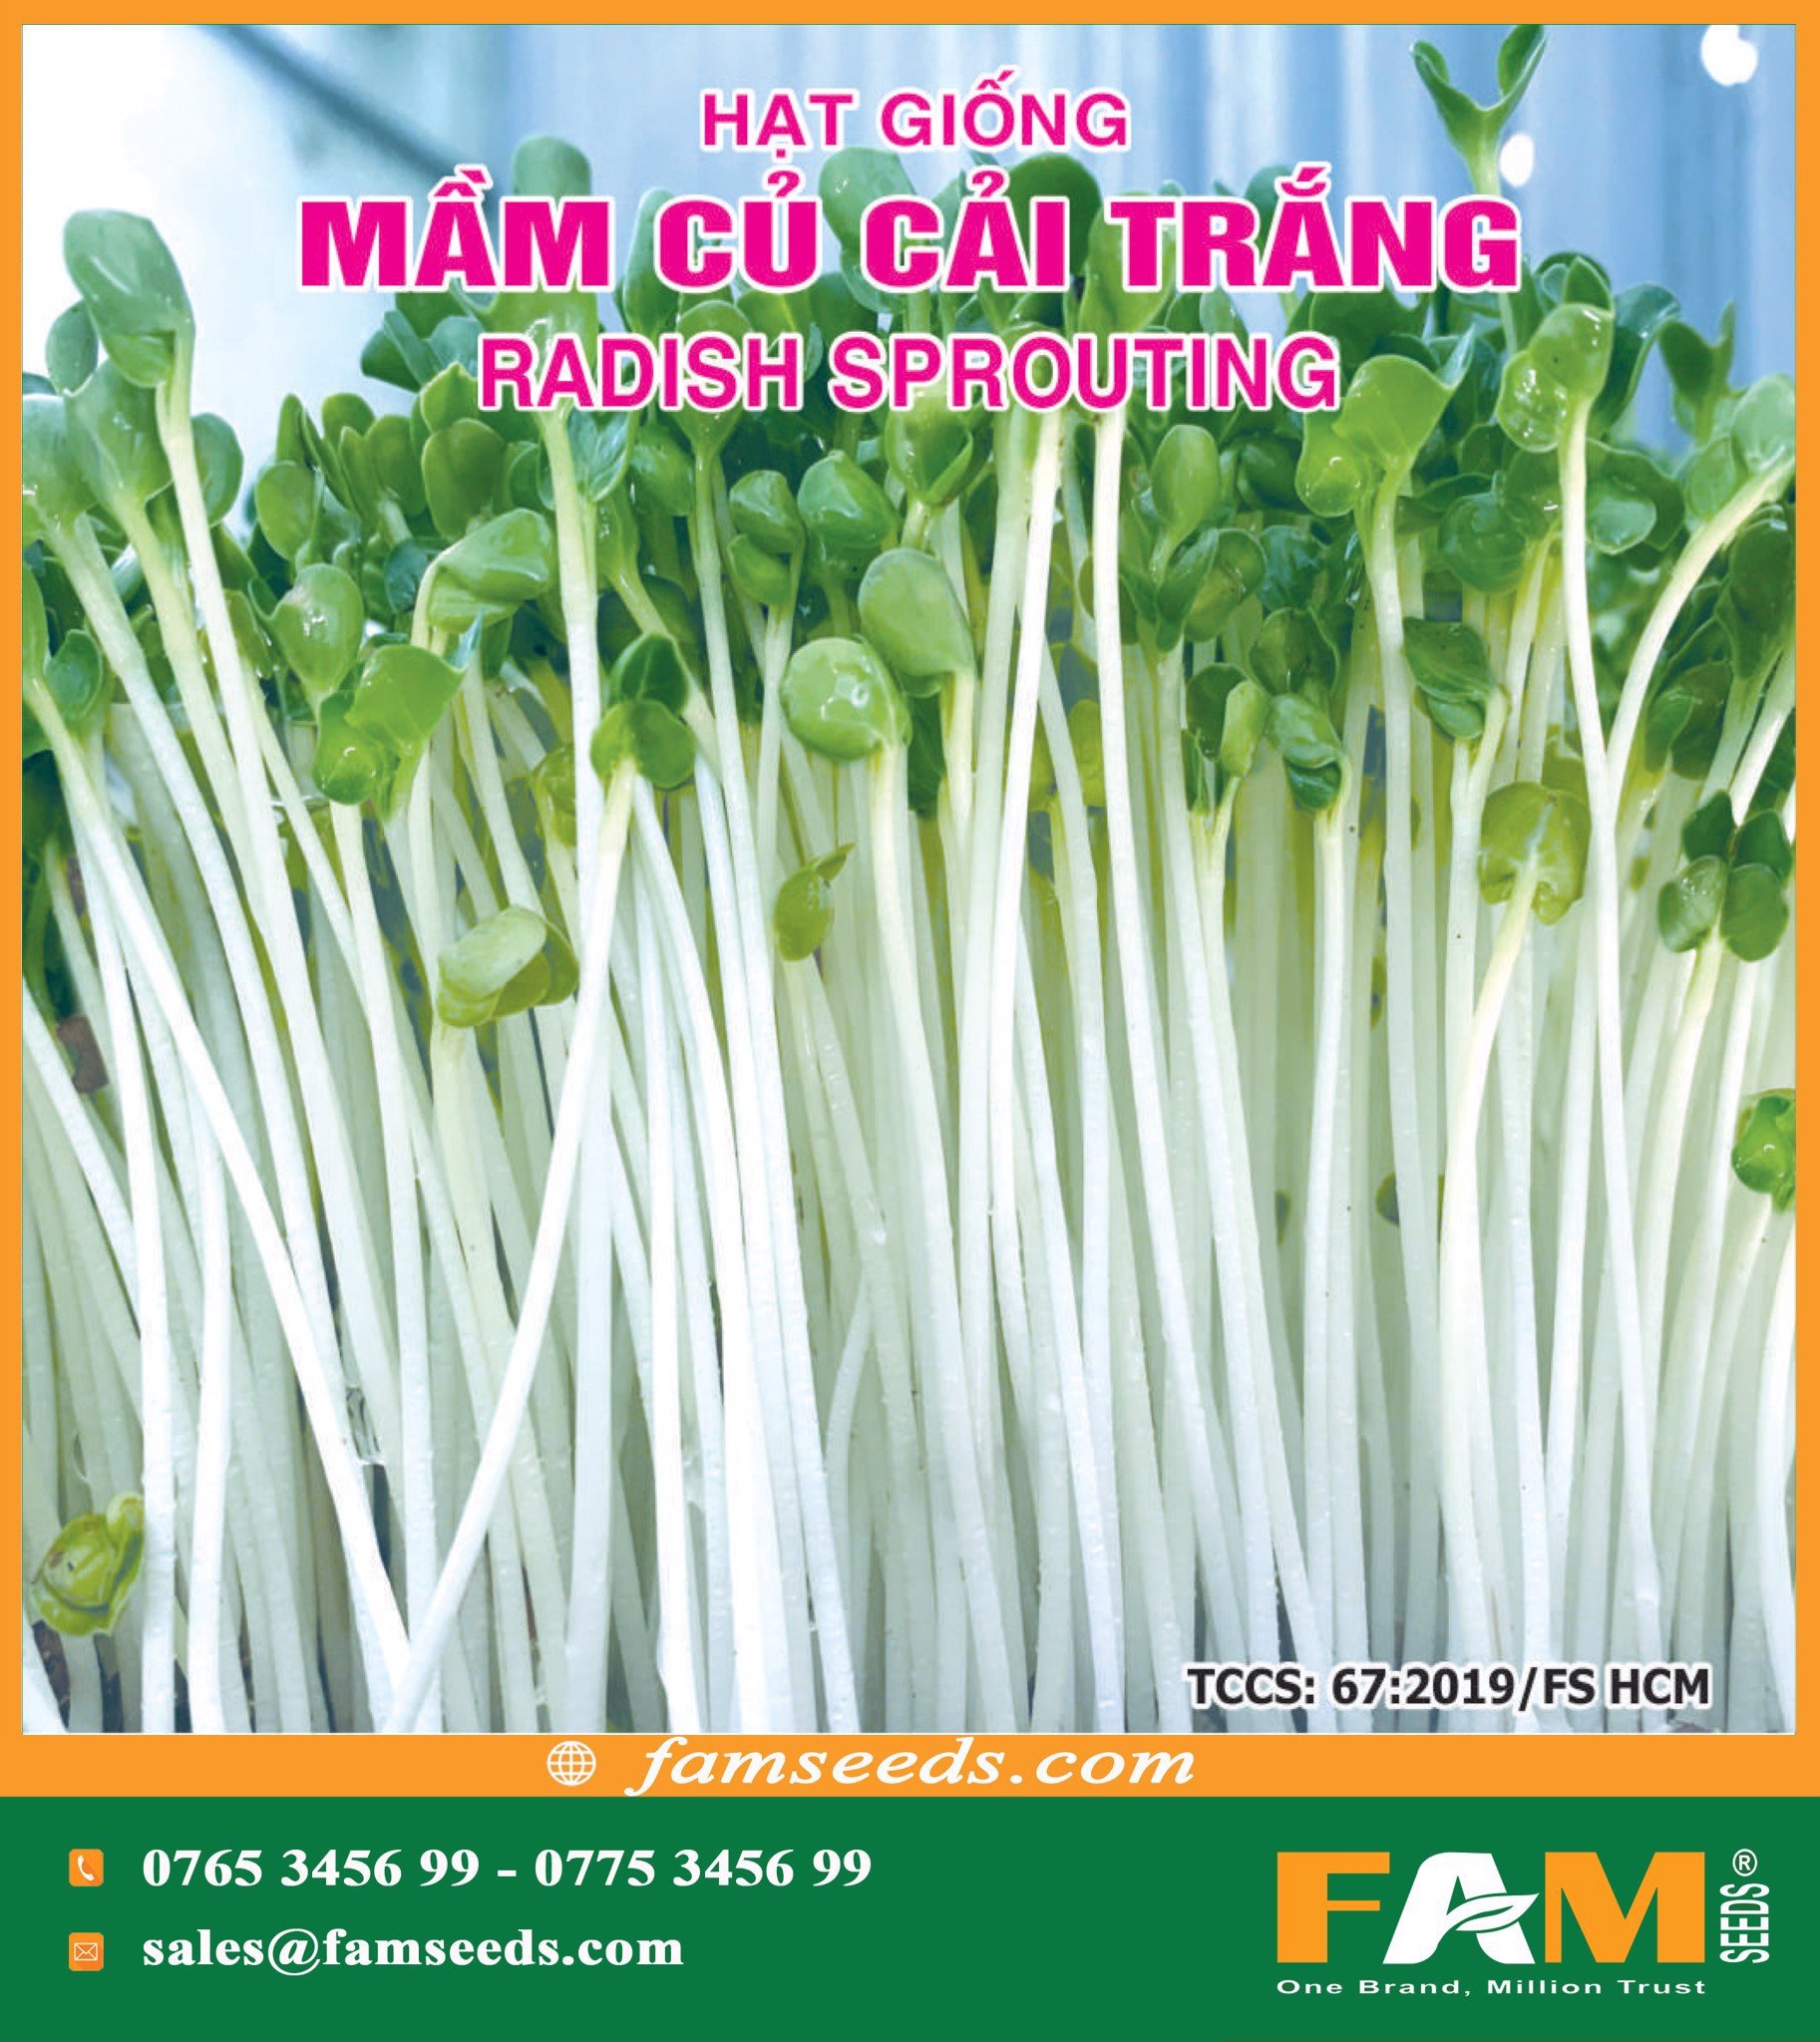 HẠT GIỐNG
MẦM CỦ CẢI TRẮNG
RADISH SPROUTING
TCCS: 67:2019/FS HCM
famseeds.com
0765 3456 99 - 0775 3456 99
sales@famseeds.com
FAM
SEEDS®
One Brand, Million Trust